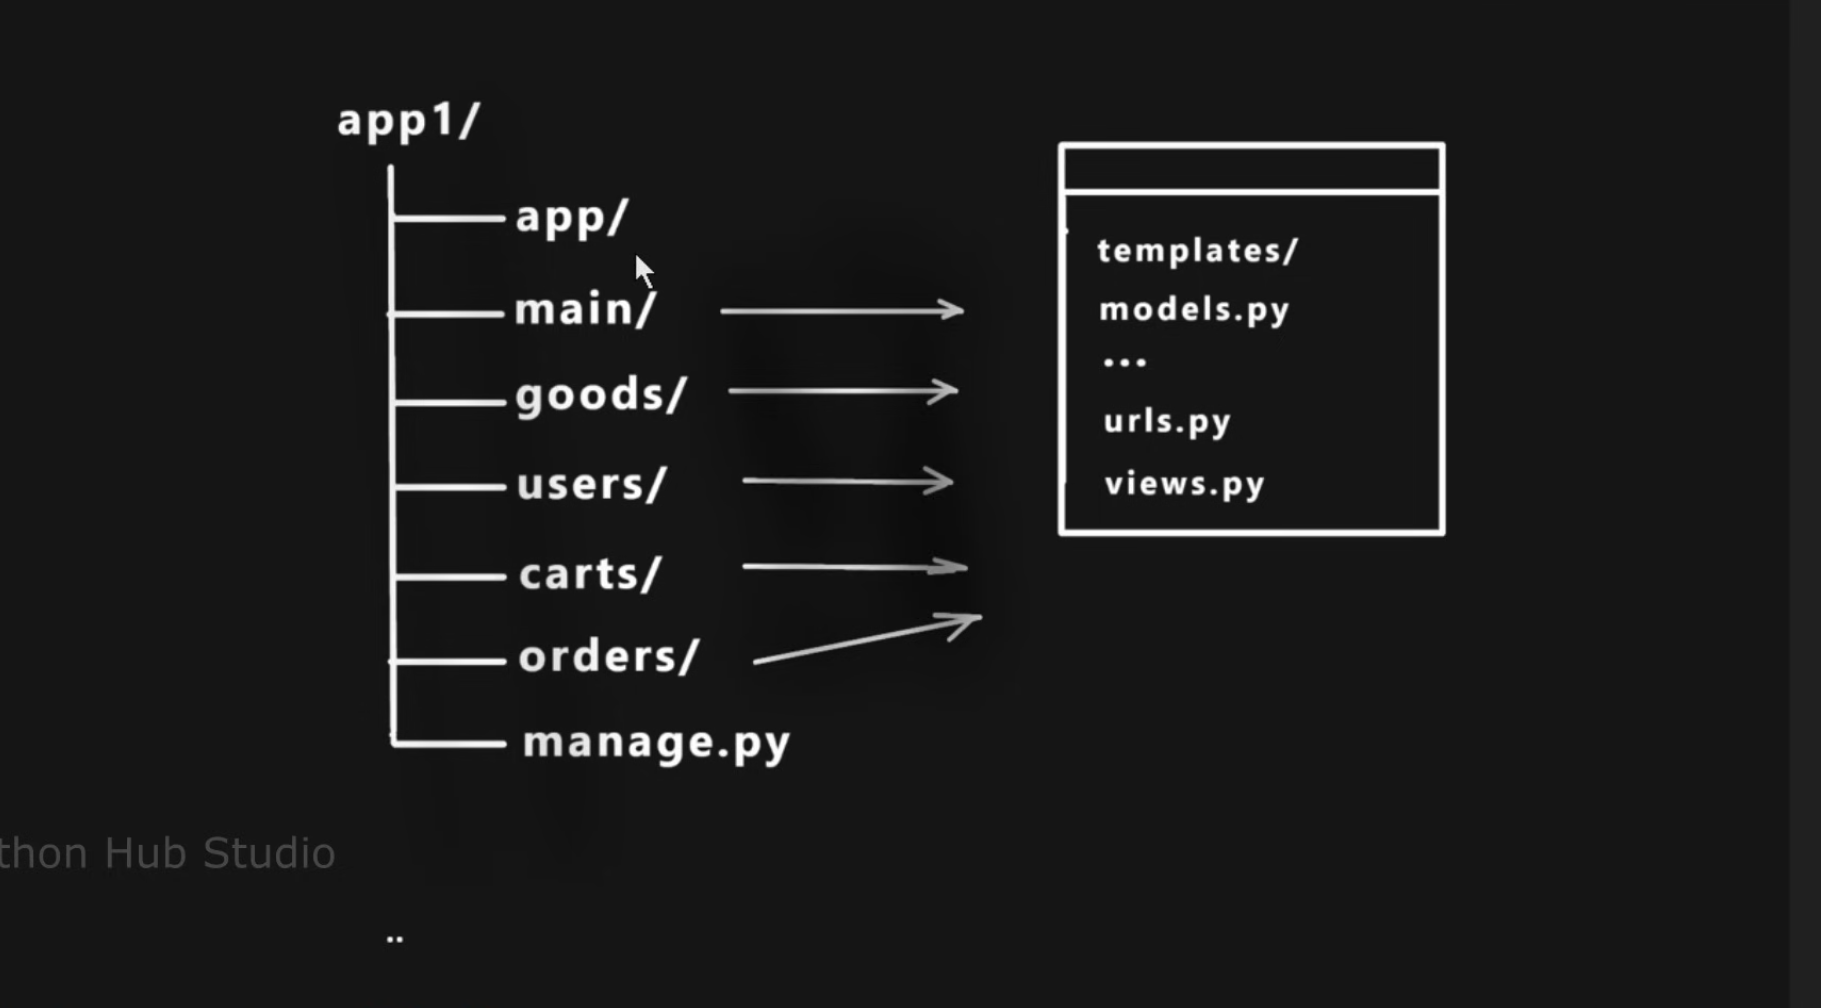 app1/
app/
main/
goods/
users/
carts/
orders/
manage.py
templates/
models.py
...
urls.py
views.py
thon Hub Studio
..